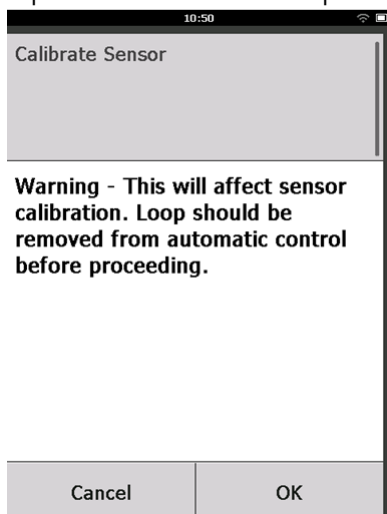 10:50
Calibrate Sensor
Warning - This will affect sensor
calibration. Loop should be
removed from automatic control
before proceeding.
Cancel
OK